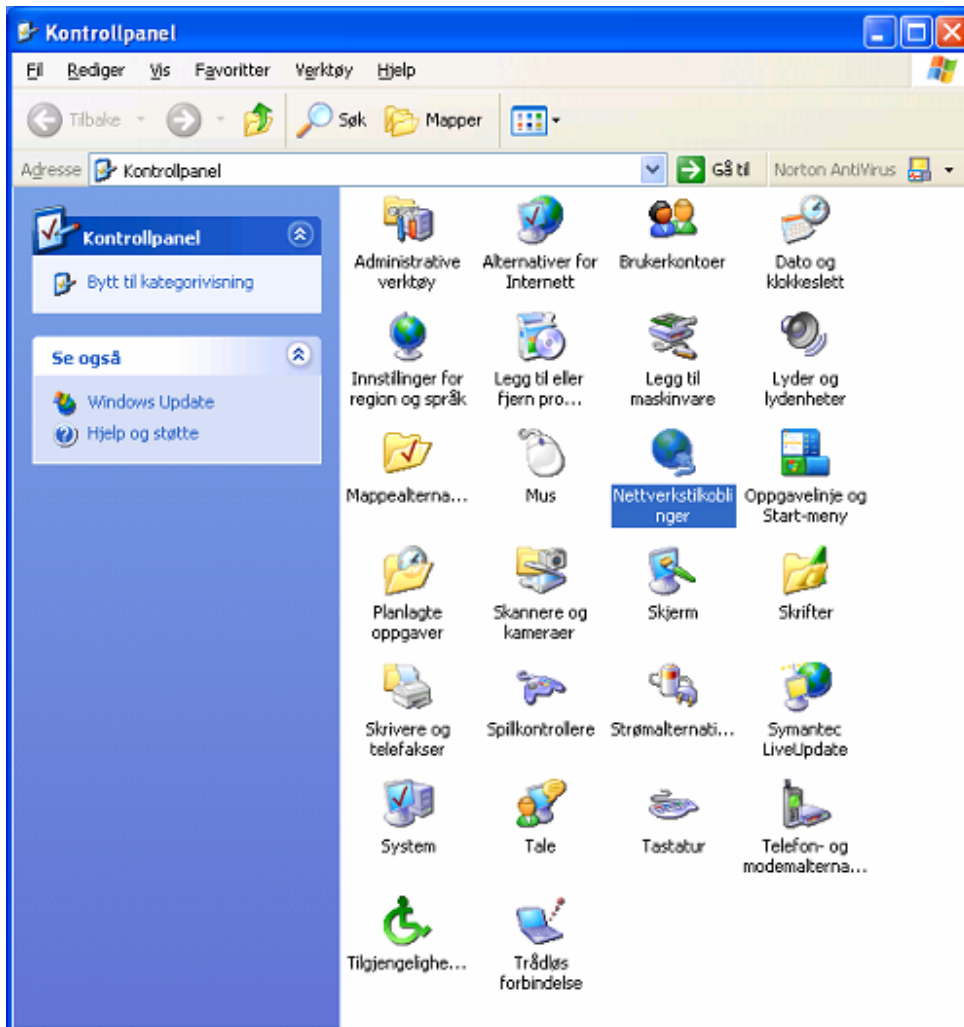 Kontrollpanel
Fil Rediger Vis Favoritter Verktøy Hjelp
Tilbake Søk Mapper
Adresse Kontrollpanel Gå til Norton AntiVirus
Kontrollpanel
Bytt til kategorivisning
Se også
Windows Update
Hjelp og støtte
Administrative
verktøy
Alternativer for
Internett
Brukerkontoer
Dato og
klokkeslett
Innstilinger for
region og språk
Legg til eller
fjern pro...
Legg til
maskinvare
Lyder og
lydenheter
Mappealterna...
Mus
Nettverkstilkobli
nger
Oppgavelinje og
Start-meny
Planlagte
oppgaver
Skannere og
kameraer
Skjerm
Skrifter
Skrivere og
telefakser
Spillkontrollere
Strømalternati...
Symantec
LiveUpdate
System
Tale
Tastatur
Telefon- og
modemalterna...
Tilgjengelighe...
Trådløs
forbindelse